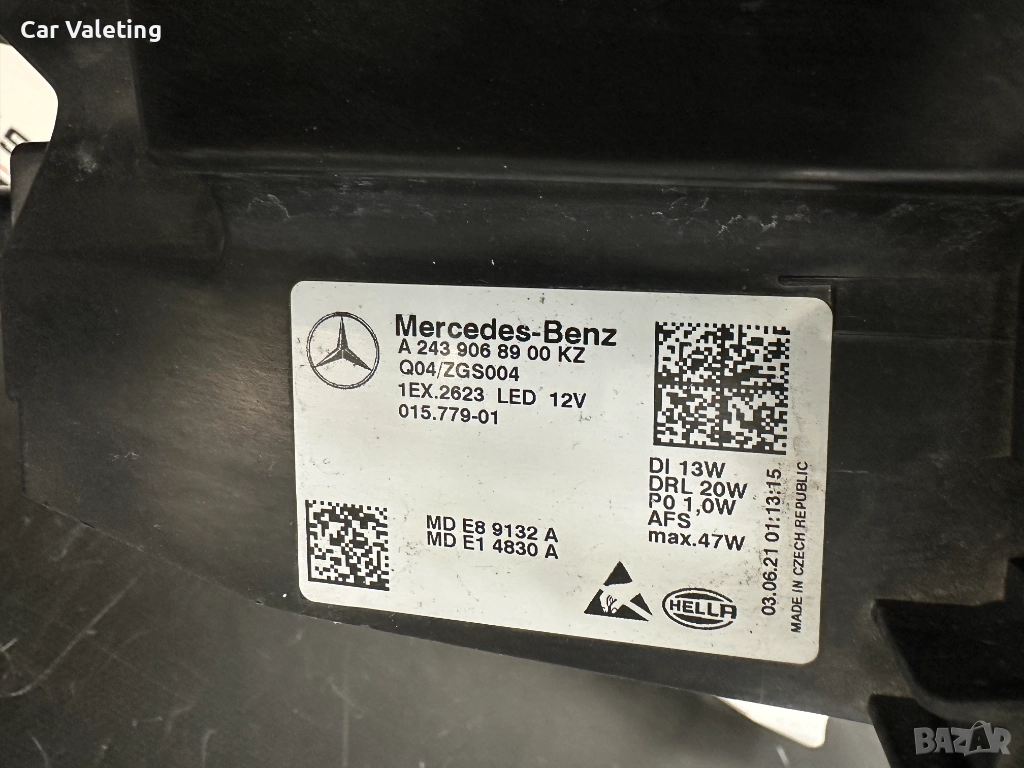 Car Valeting
Mercedes-Benz
A 243 906 89 00 KZ
Q04/ZGS004
1EX.2623 LED 12V
015.779-01
DI 13W
DRL 20W
P0 1,0W
AFS
max.47W
03.06.21 01:13:15
MADE IN CZECH REPUBLIC
MD E8 9132 A
MD E1 4830 A
HELLA
BAZAR